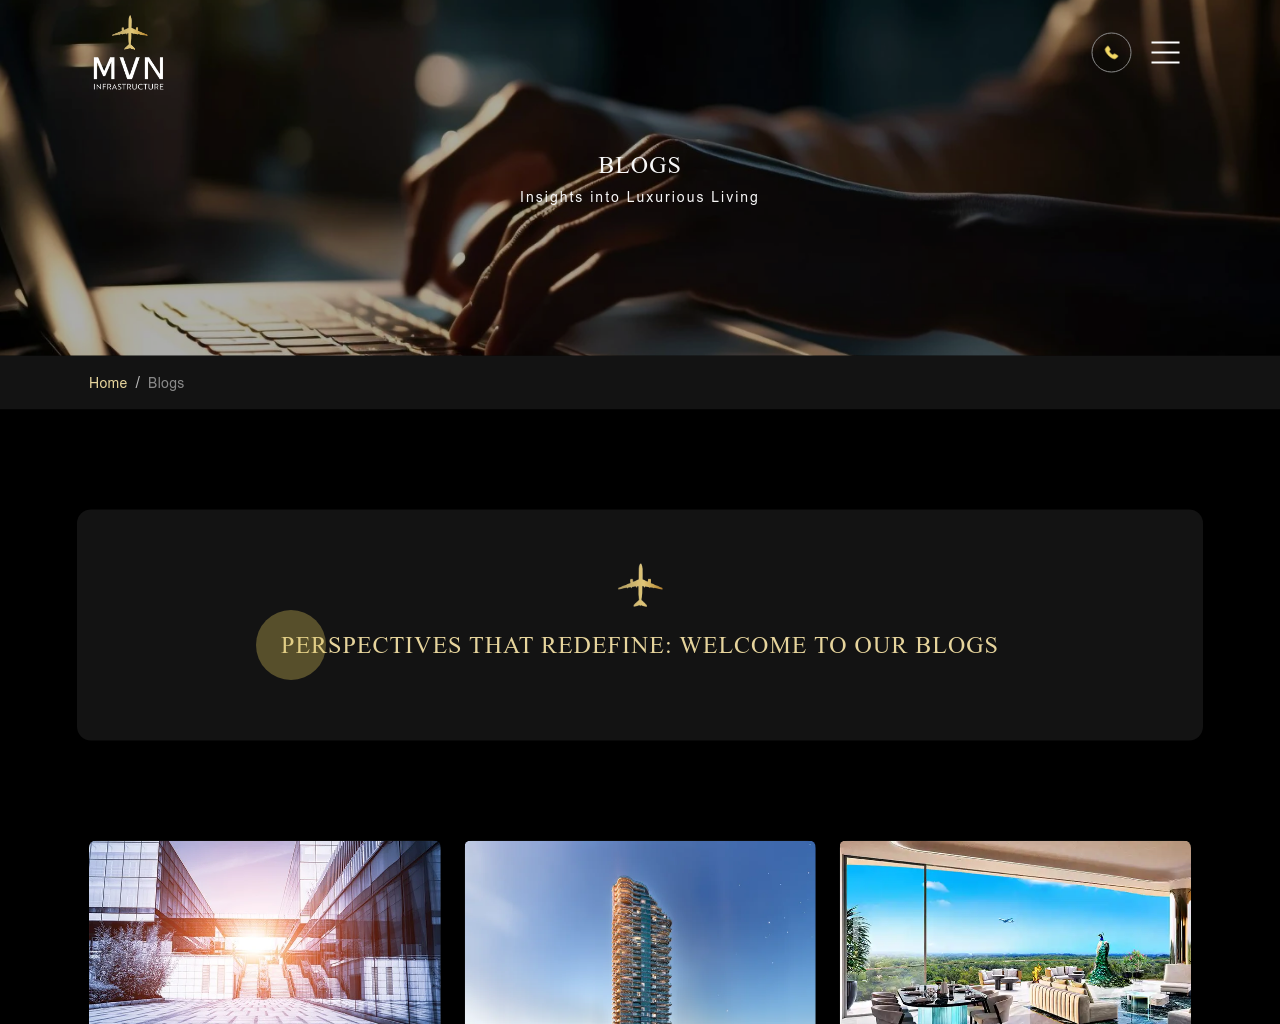 MVN
INFRASTRUCTURE
BLOGS
Insights into Luxurious Living
Home / Blogs
PERSPECTIVES THAT REDEFINE: WELCOME TO OUR BLOGS